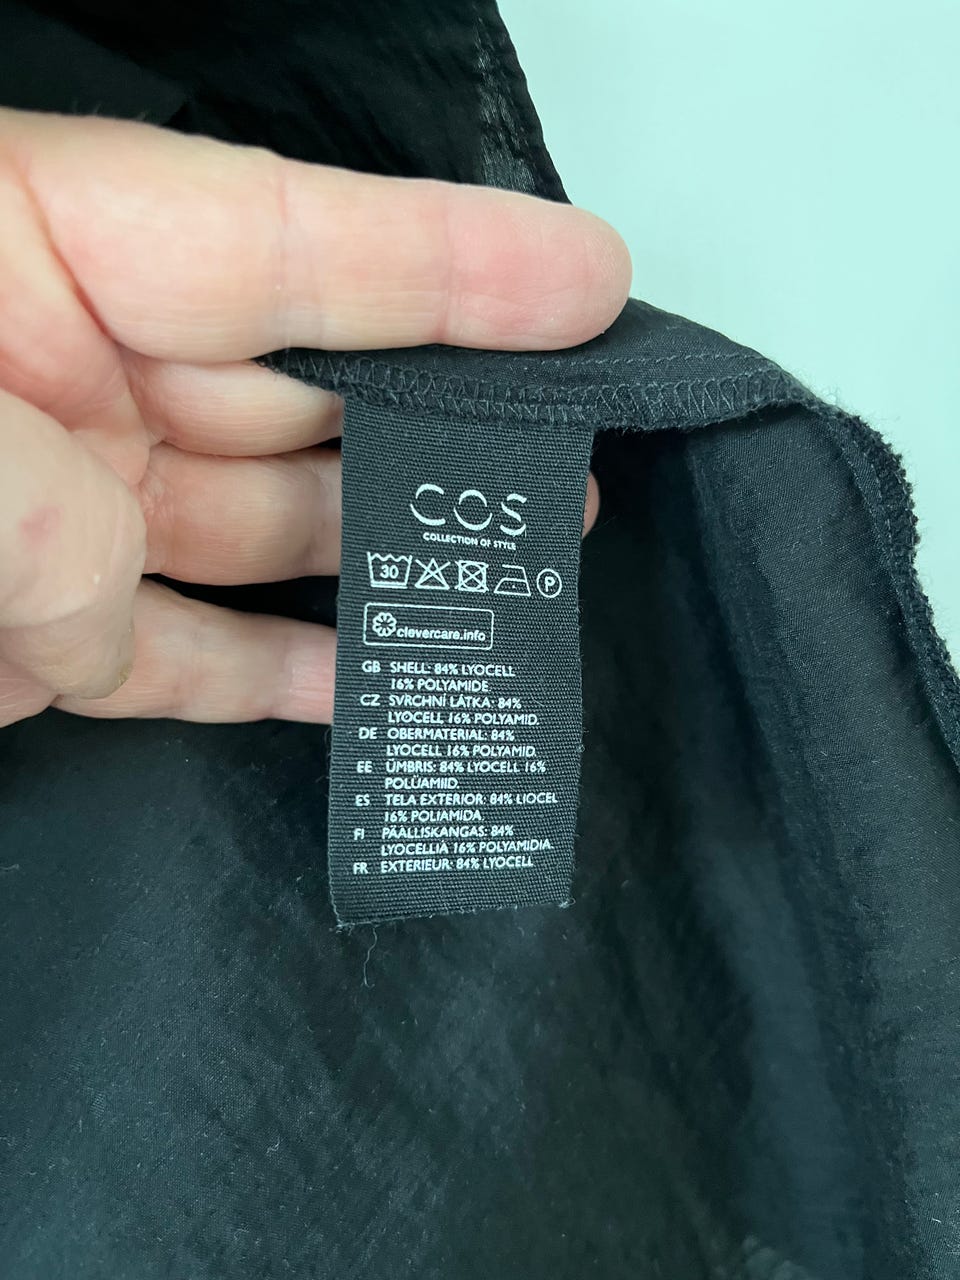 COS
COLLECTION OF STYLE
30 P
clevercare.info
GB SHELL: 84% LYOCELL
16% POLYAMIDE
CZ SVRCHNÍ LÁTKA: 84%
LYOCELL 16% POLYAMID.
DE OBERMATERIAL: 84%
LYOCELL 16% POLYAMID.
EE ÜMBRIS: 84% LYOCELL 16%
POLÜAMIID.
ES TELA EXTERIOR: 84% LIOCEL
16% POLIAMIDA
FI PÄÄLLISKANGAS: 84%
LYOCELLIA 16% POLYAMIDIA.
FR EXTERIEUR: 84% LYOCELL